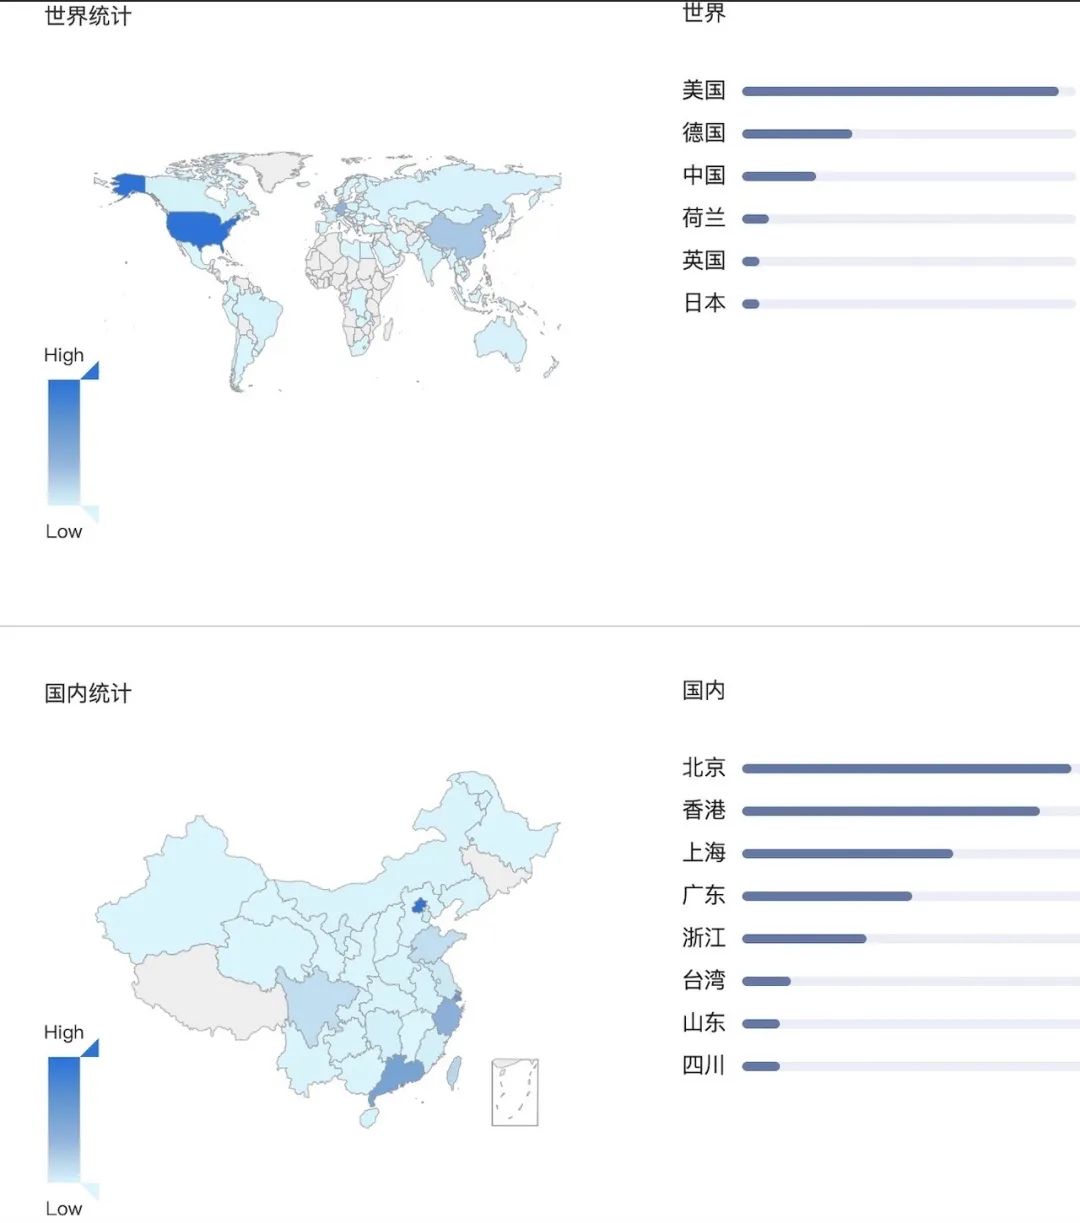 世界统计
世界
美国
德国
中国
荷兰
英国
日本
High
Low
国内统计
国内
北京
香港
上海
广东
浙江
台湾
山东
四川
High
Low